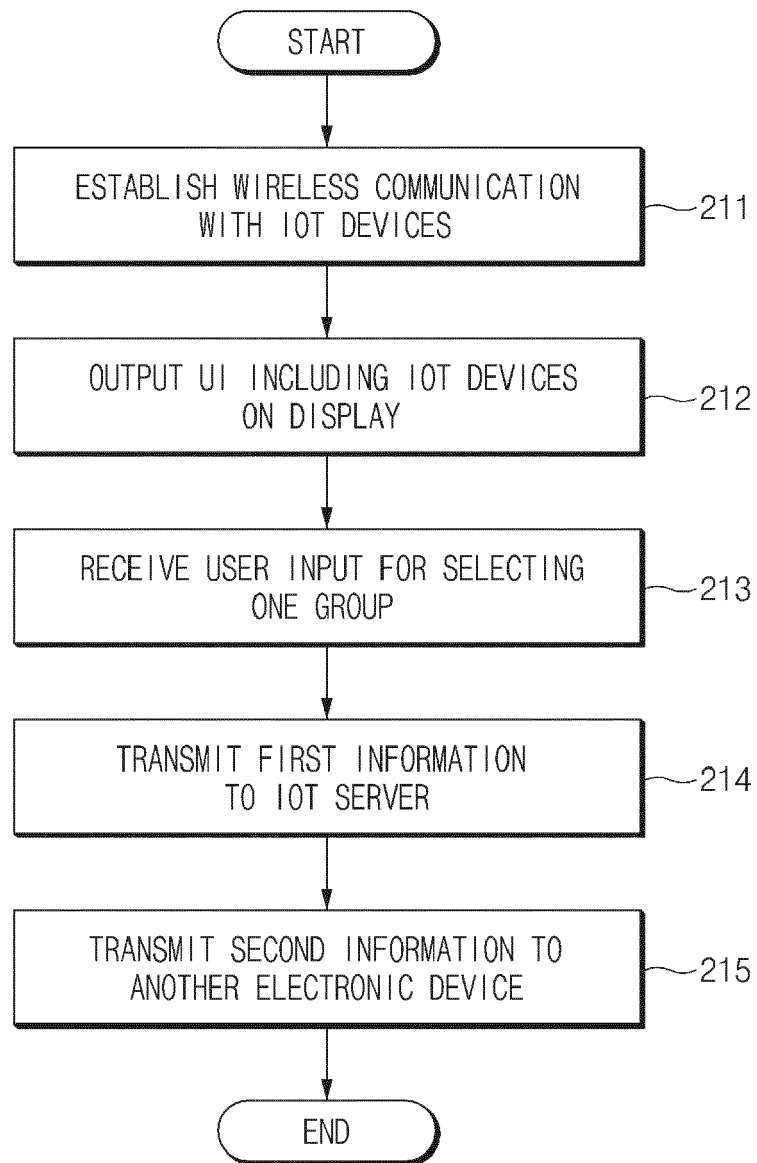 START
ESTABLISH WIRELESS COMMUNICATION
WITH IOT DEVICES
211
OUTPUT UI INCLUDING IOT DEVICES
ON DISPLAY
212
RECEIVE USER INPUT FOR SELECTING
ONE GROUP
213
TRANSMIT FIRST INFORMATION
TO IOT SERVER
214
TRANSMIT SECOND INFORMATION TO
ANOTHER ELECTRONIC DEVICE
215
END